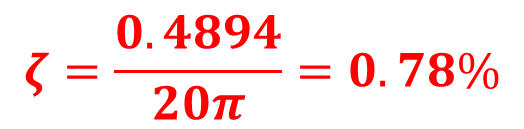 ζ = 0.4894 / 20π = 0.78%